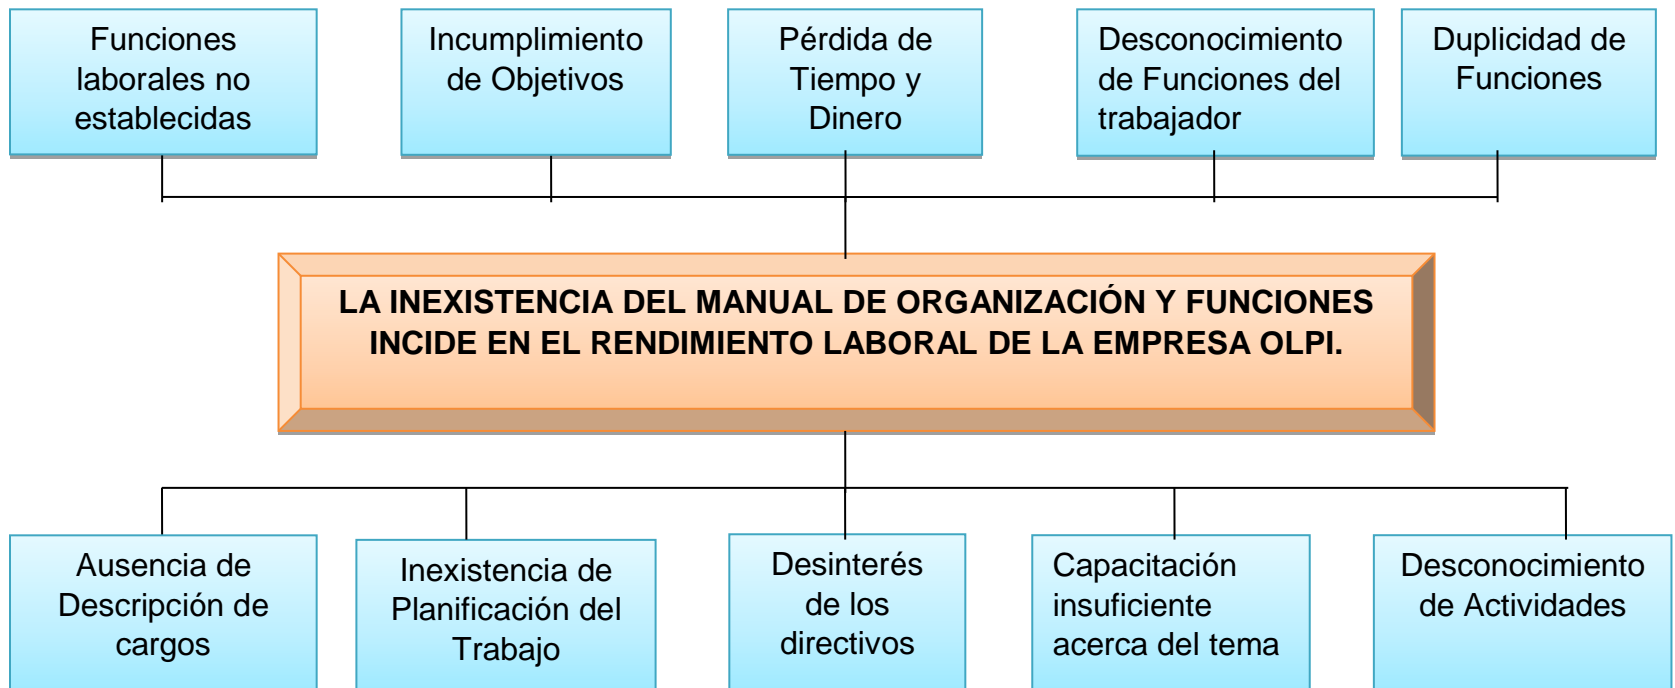 Funciones
laborales no
establecidas
Incumplimiento
de Objetivos
Pérdida de
Tiempo y
Dinero
Desconocimiento
de Funciones del
trabajador
Duplicidad de
Funciones
LA INEXISTENCIA DEL MANUAL DE ORGANIZACIÓN Y FUNCIONES
INCIDE EN EL RENDIMIENTO LABORAL DE LA EMPRESA OLPI.
Ausencia de
Descripción de
cargos
Inexistencia de
Planificación del
Trabajo
Desinterés
de los
directivos
Capacitación
insuficiente
acerca del tema
Desconocimiento
de Actividades